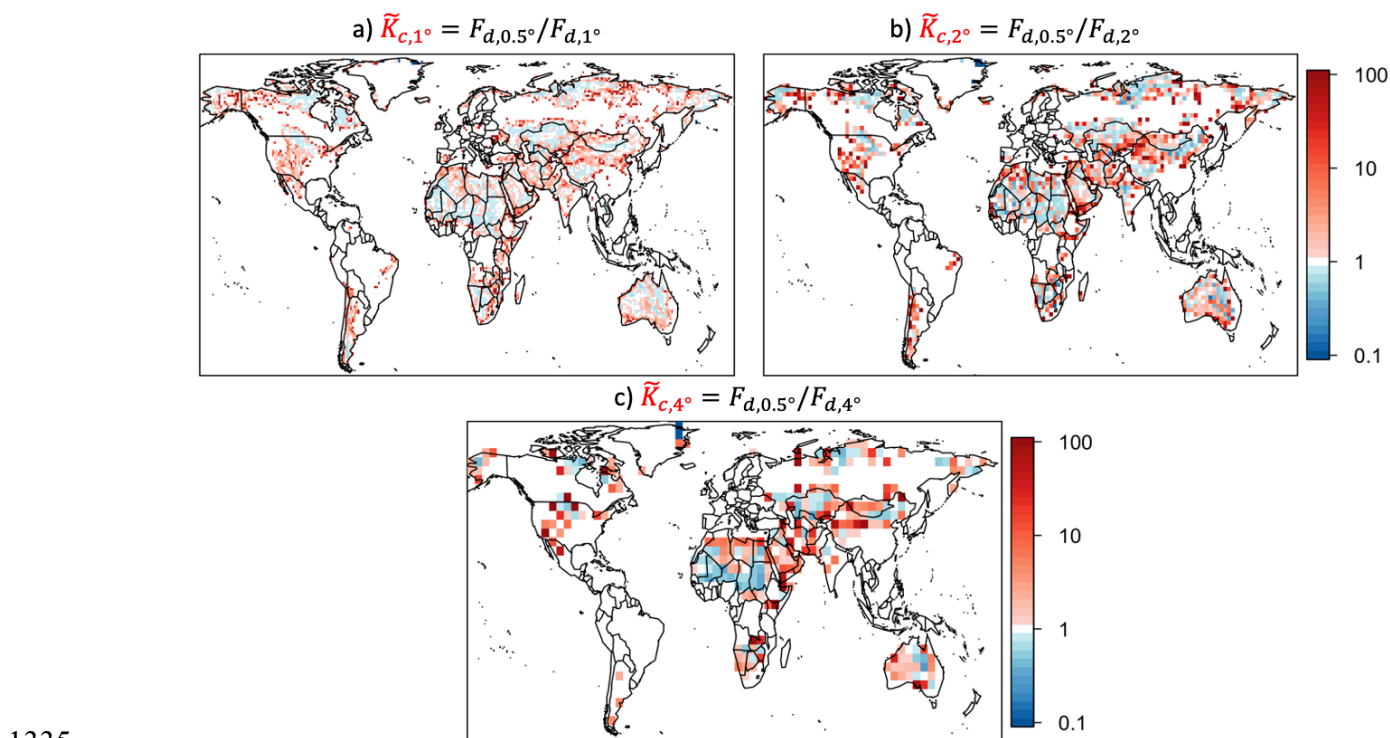 a) K̃c,1° = Fd,0.5°/Fd,1°
b) K̃c,2° = Fd,0.5°/Fd,2°
100
10
1
0.1
c) K̃c,4° = Fd,0.5°/Fd,4°
100
10
1
0.1